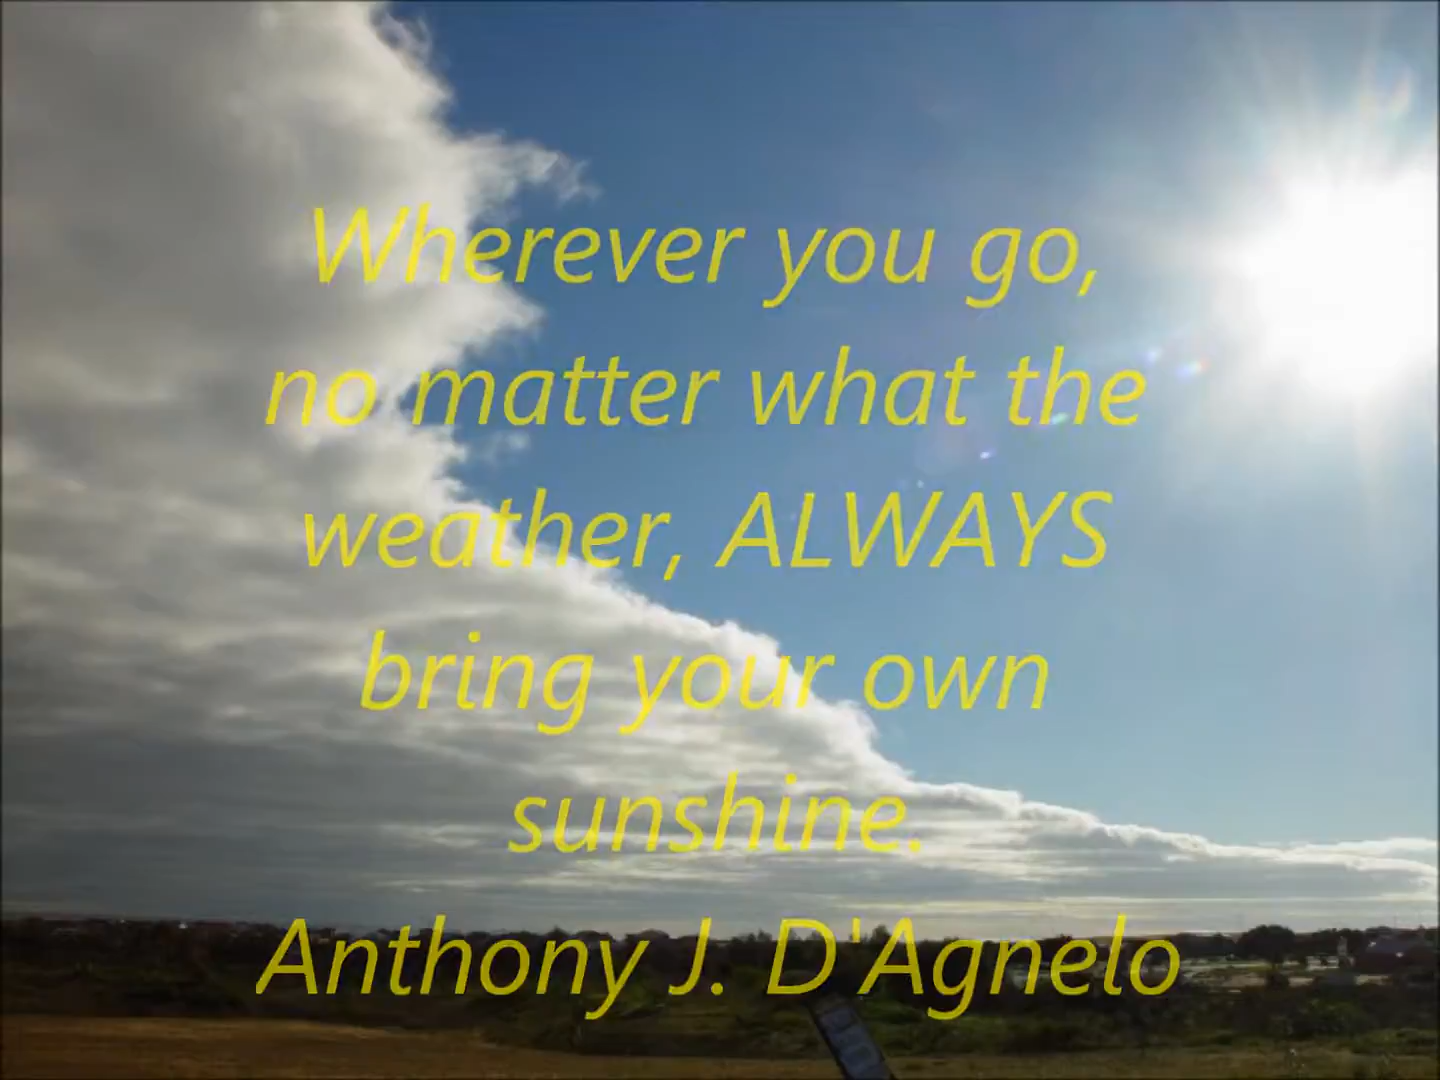 Wherever you go,
no matter what the
weather, ALWAYS
bring your own
sunshine.
Anthony J. D'Agnelo